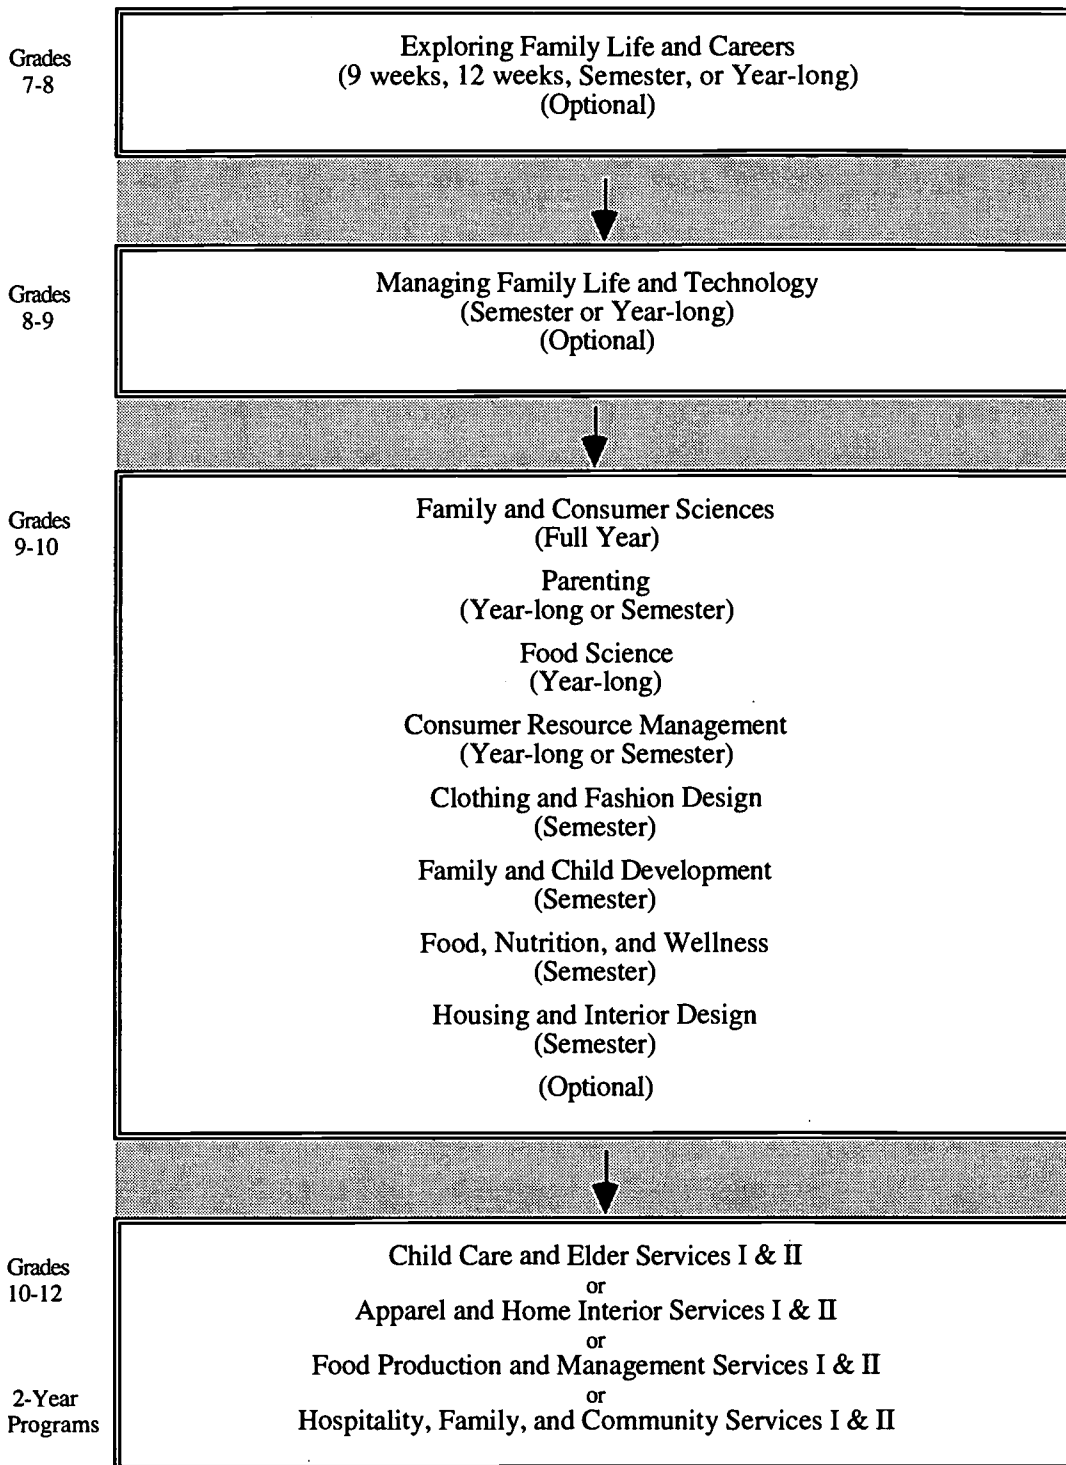 Grades
7-8
Exploring Family Life and Careers
(9 weeks, 12 weeks, Semester, or Year-long)
(Optional)
Grades
8-9
Managing Family Life and Technology
(Semester or Year-long)
(Optional)
Grades
9-10
Family and Consumer Sciences
(Full Year)
Parenting
(Year-long or Semester)
Food Science
(Year-long)
Consumer Resource Management
(Year-long or Semester)
Clothing and Fashion Design
(Semester)
Family and Child Development
(Semester)
Food, Nutrition, and Wellness
(Semester)
Housing and Interior Design
(Semester)
(Optional)
Grades
10-12
Child Care and Elder Services I & II
or
Apparel and Home Interior Services I & II
or
Food Production and Management Services I & II
or
2-Year
Programs
Hospitality, Family, and Community Services I & II